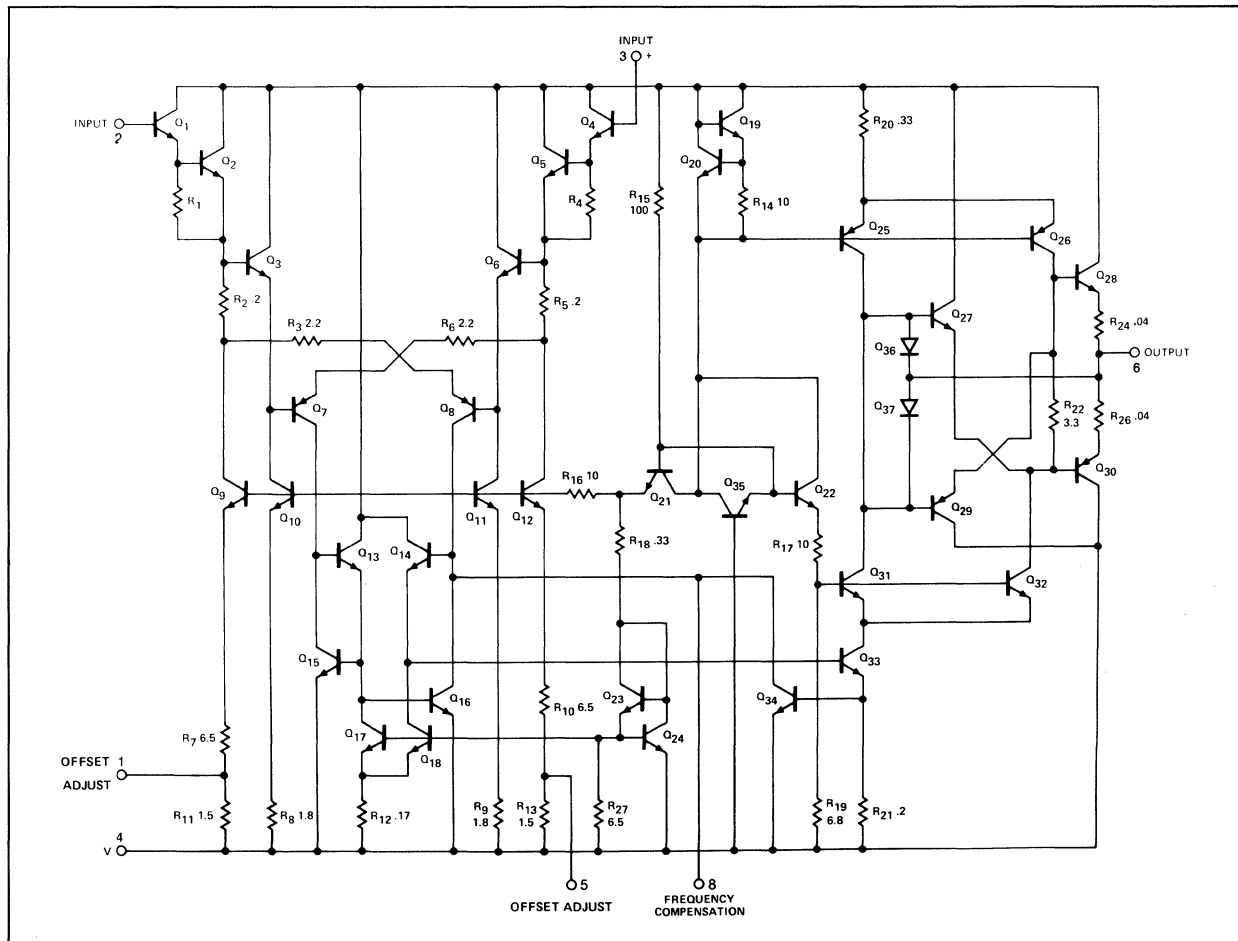 INPUT
3 +
INPUT
2
Q1
Q2
R1
Q3
R2 .2
R3 2.2
R6 2.2
Q4
Q5
R4
Q6
R5 .2
Q7
Q8
Q9
Q10
Q11
Q12
R16 10
R15
100
Q19
Q20
R14 10
R20 .33
Q25
Q26
Q27
Q28
R24 .04
OUTPUT
6
Q36
Q37
R22
3.3
R26 .04
Q30
Q29
Q21
Q35
Q22
R17 10
R18 .33
Q13
Q14
Q31
Q32
Q15
Q16
Q33
Q34
R10 6.5
Q23
Q24
Q17
Q18
R7 6.5
OFFSET 1
ADJUST
R11 1.5
R8 1.8
R12 .17
R9
1.8
R13
1.5
R27
6.5
R19
6.8
R21 .2
4
V
5
OFFSET ADJUST
8
FREQUENCY
COMPENSATION